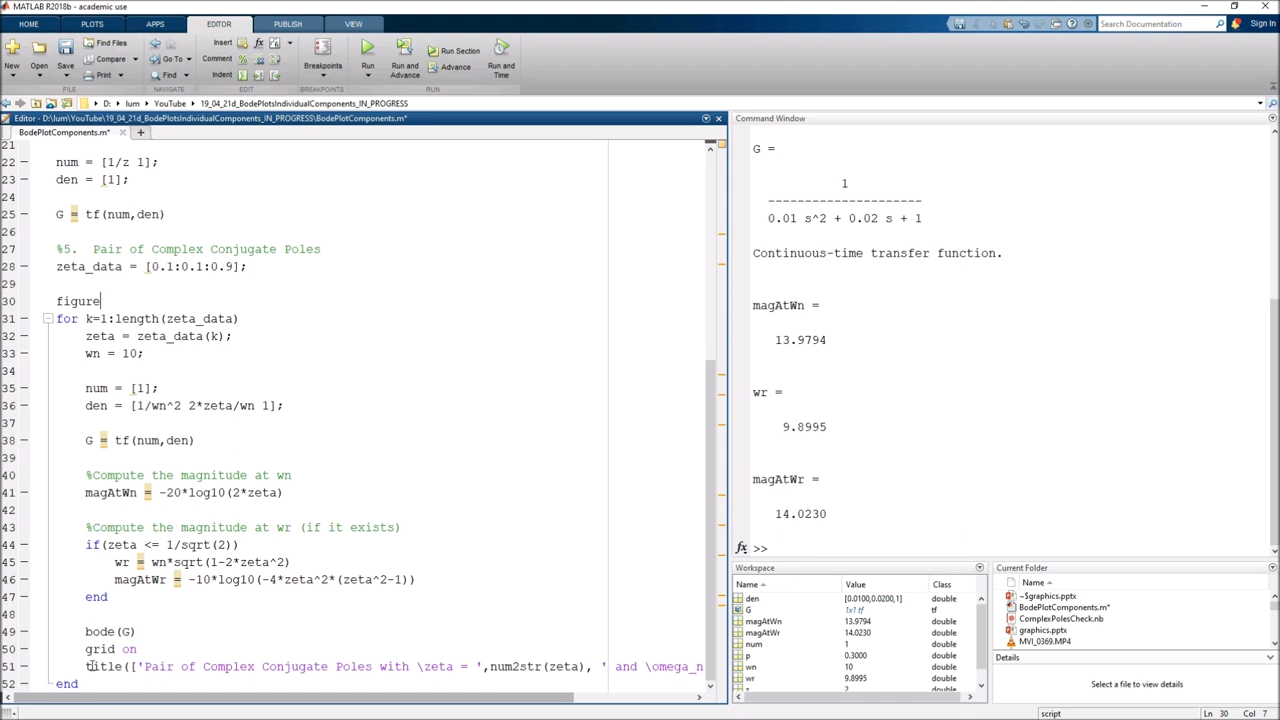 MATLAB R2018b - academic use
HOME PLOTS APPS EDITOR PUBLISH VIEW Search Documentation Sign In
New Open Save Find Files Compare Print Go To Find Insert Comment Indent Breakpoints Run Run and Advance Run Section Advance Run and Time
FILE NAVIGATE EDIT BREAKPOINTS RUN
D: lum YouTube 19_04_21d_BodePlotsIndividualComponents_IN_PROGRESS
Editor - D:\lum\YouTube\19_04_21d_BodePlotsIndividualComponents_IN_PROGRESS\BodePlotComponents.m*
BodePlotComponents.m*
21
22 num = [1/z 1];
23 den = [1];
24
25 G = tf(num,den)
26
27 %5. Pair of Complex Conjugate Poles
28 zeta_data = [0.1:0.1:0.9];
29
30 figure
31 for k=1:length(zeta_data)
32 zeta = zeta_data(k);
33 wn = 10;
34
35 num = [1];
36 den = [1/wn^2 2*zeta/wn 1];
37
38 G = tf(num,den)
39
40 %Compute the magnitude at wn
41 magAtWn = -20*log10(2*zeta)
42
43 %Compute the magnitude at wr (if it exists)
44 if(zeta <= 1/sqrt(2))
45 wr = wn*sqrt(1-2*zeta^2)
46 magAtWr = -10*log10(-4*zeta^2*(zeta^2-1))
47 end
48
49 bode(G)
50 grid on
51 title(['Pair of Complex Conjugate Poles with \zeta = ',num2str(zeta), ' and \omega_n
52 end
Command Window
G =
1
---------------------
0.01 s^2 + 0.02 s + 1
Continuous-time transfer function.
magAtWn =
13.9794
wr =
9.8995
magAtWr =
14.0230
fx >>
Workspace
Name Value Class
den [0.0100,0.0200,1] double
G 1x1 tf tf
magAtWn 13.9794 double
magAtWr 14.0230 double
num 1 double
p 0.3000 double
wn 10 double
wr 9.8995 double
z 2 double
Current Folder
Name
~$graphics.pptx
BodePlotComponents.m*
ComplexPolesCheck.nb
graphics.pptx
MVI_0369.MP4
Details
Select a file to view details
script Ln 30 Col 7